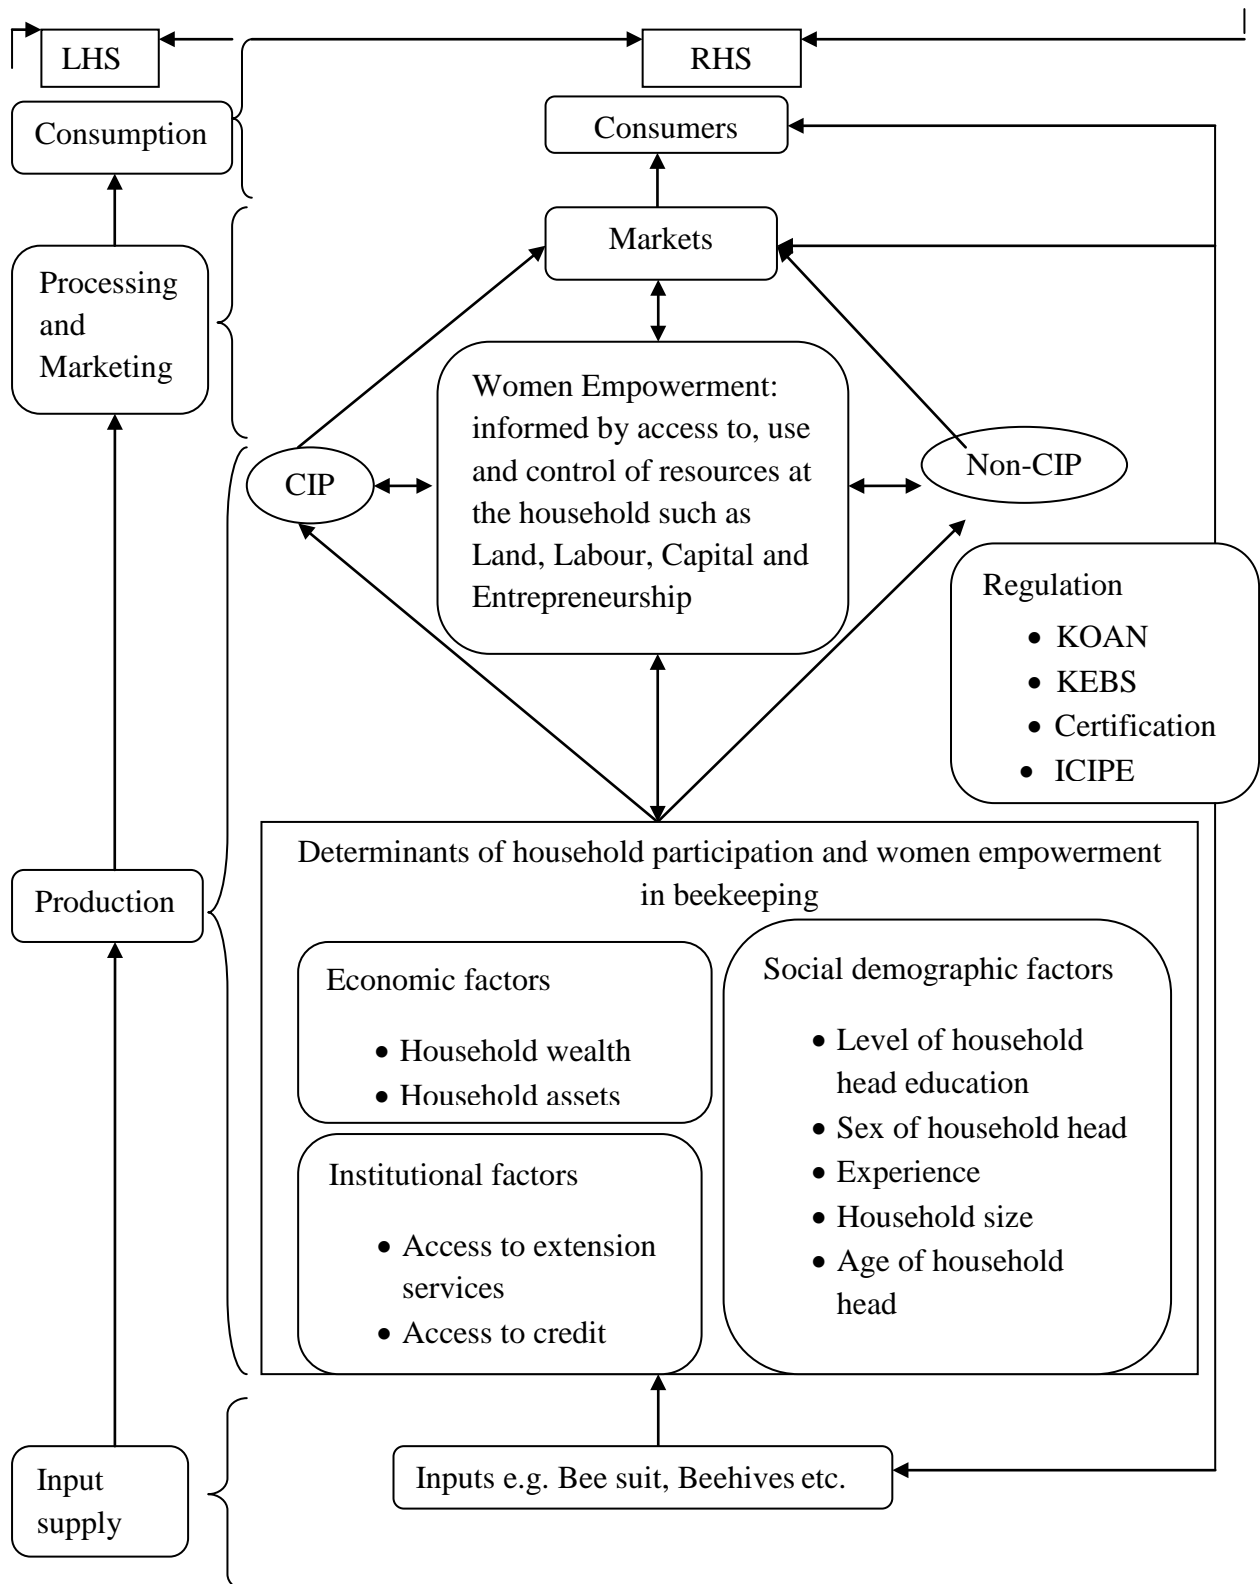 LHS
RHS
Consumption
Consumers
Markets
Processing
and
Marketing
Women Empowerment:
informed by access to, use
and control of resources at
the household such as
Land, Labour, Capital and
Entrepreneurship
CIP
Non-CIP
Regulation
• KOAN
• KEBS
• Certification
• ICIPE
Determinants of household participation and women empowerment
in beekeeping
Production
Economic factors
• Household wealth
• Household assets
Institutional factors
• Access to extension
services
• Access to credit
Social demographic factors
• Level of household
head education
• Sex of household head
• Experience
• Household size
• Age of household
head
Input
supply
Inputs e.g. Bee suit, Beehives etc.